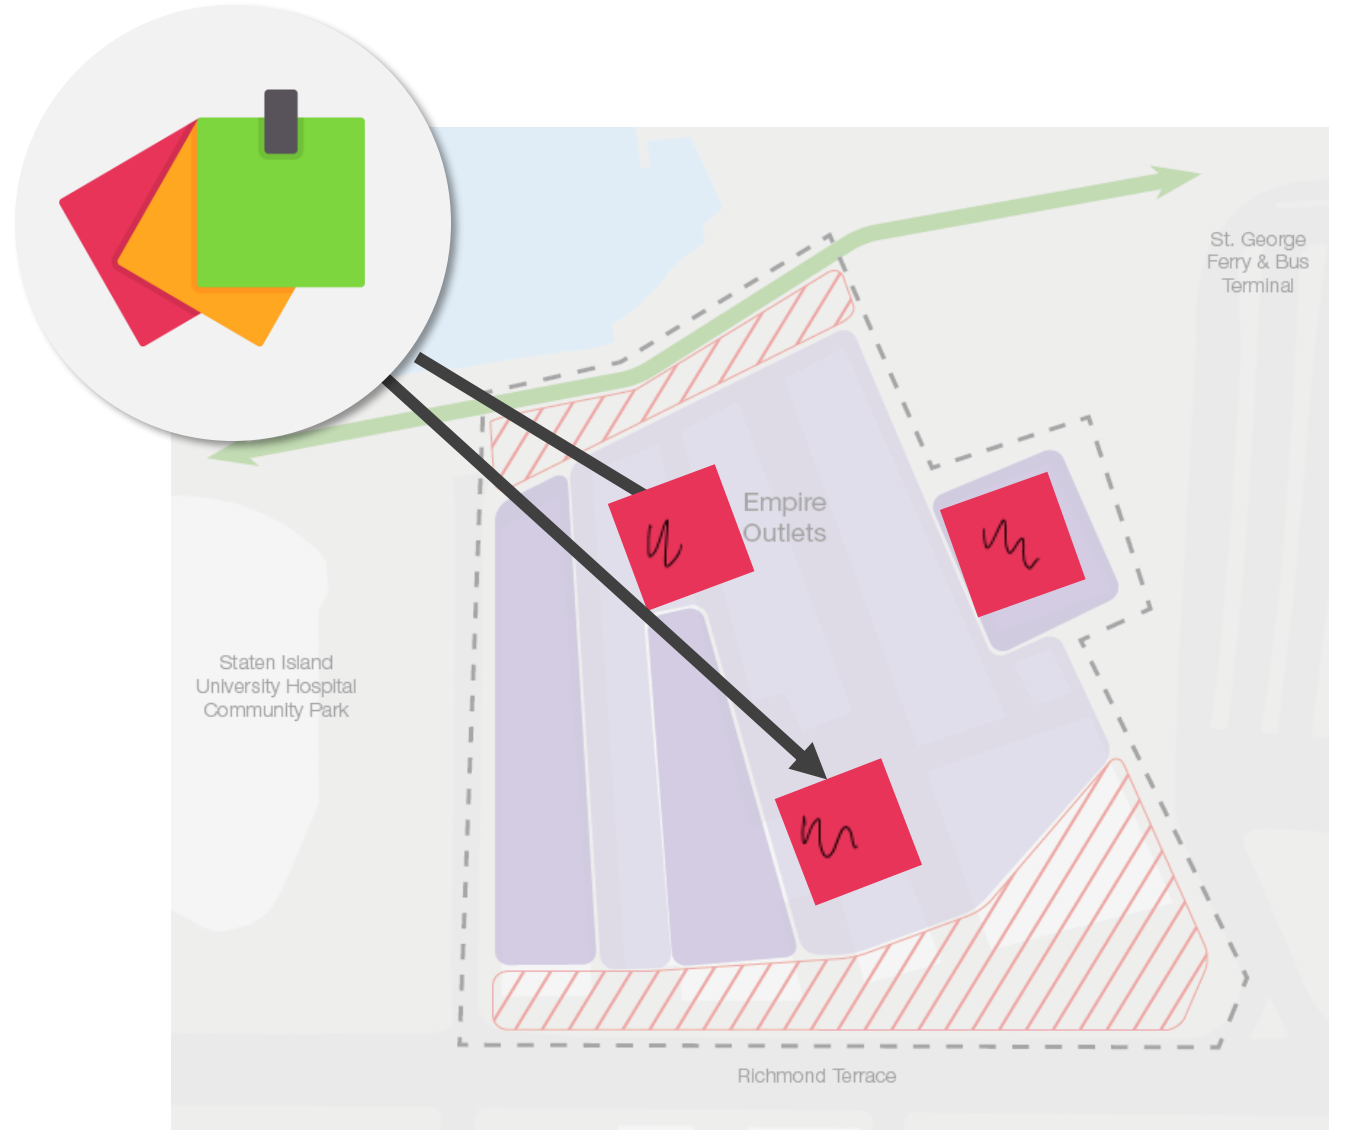 St. George
Ferry & Bus
Terminal
Empire
Outlets
Staten Island
University Hospital
Community Park
Richmond Terrace